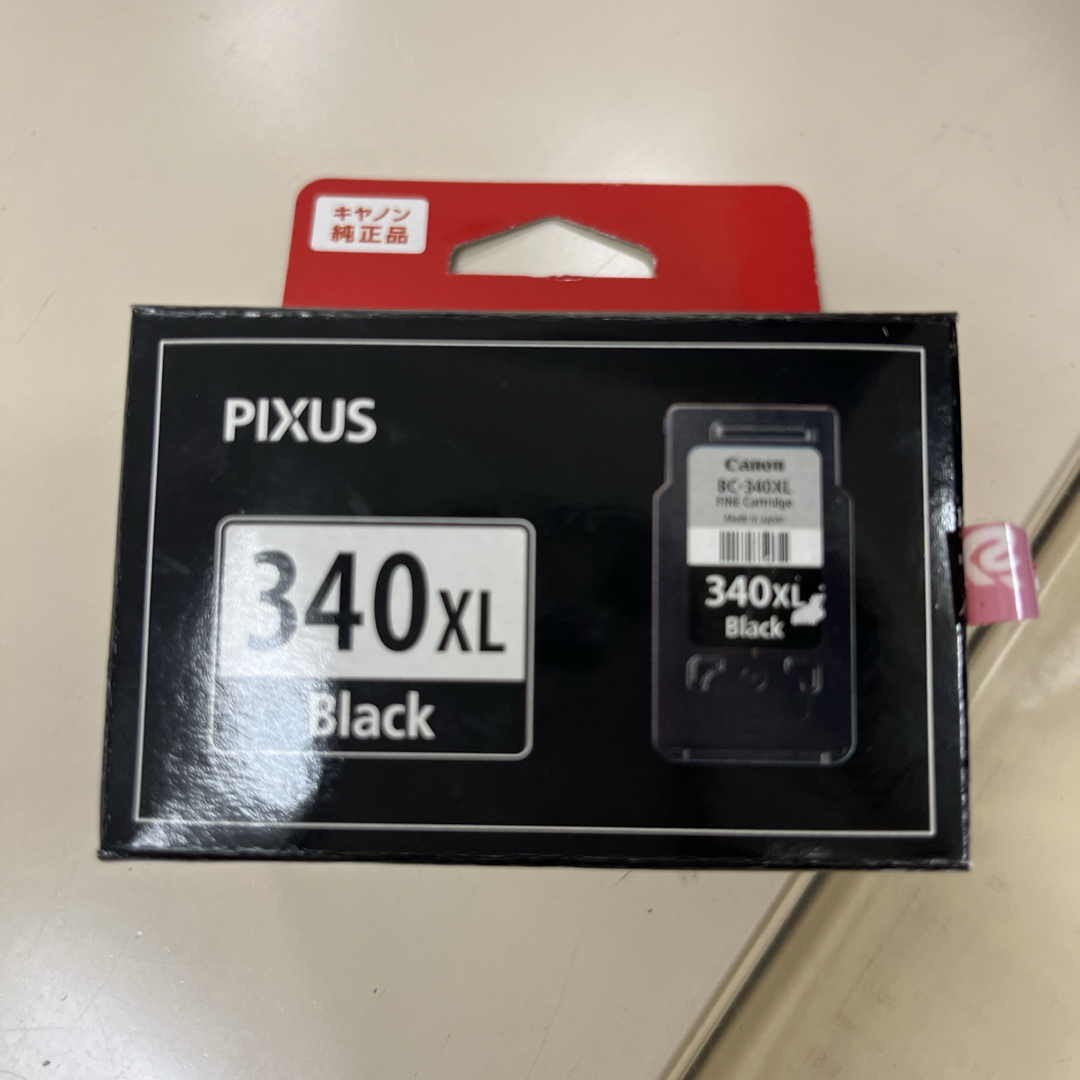 キヤノン
純正品
PIXUS
340XL
Black
Canon
BC-340XL
FINE Cartridge
Made in Japan
340XL
Black